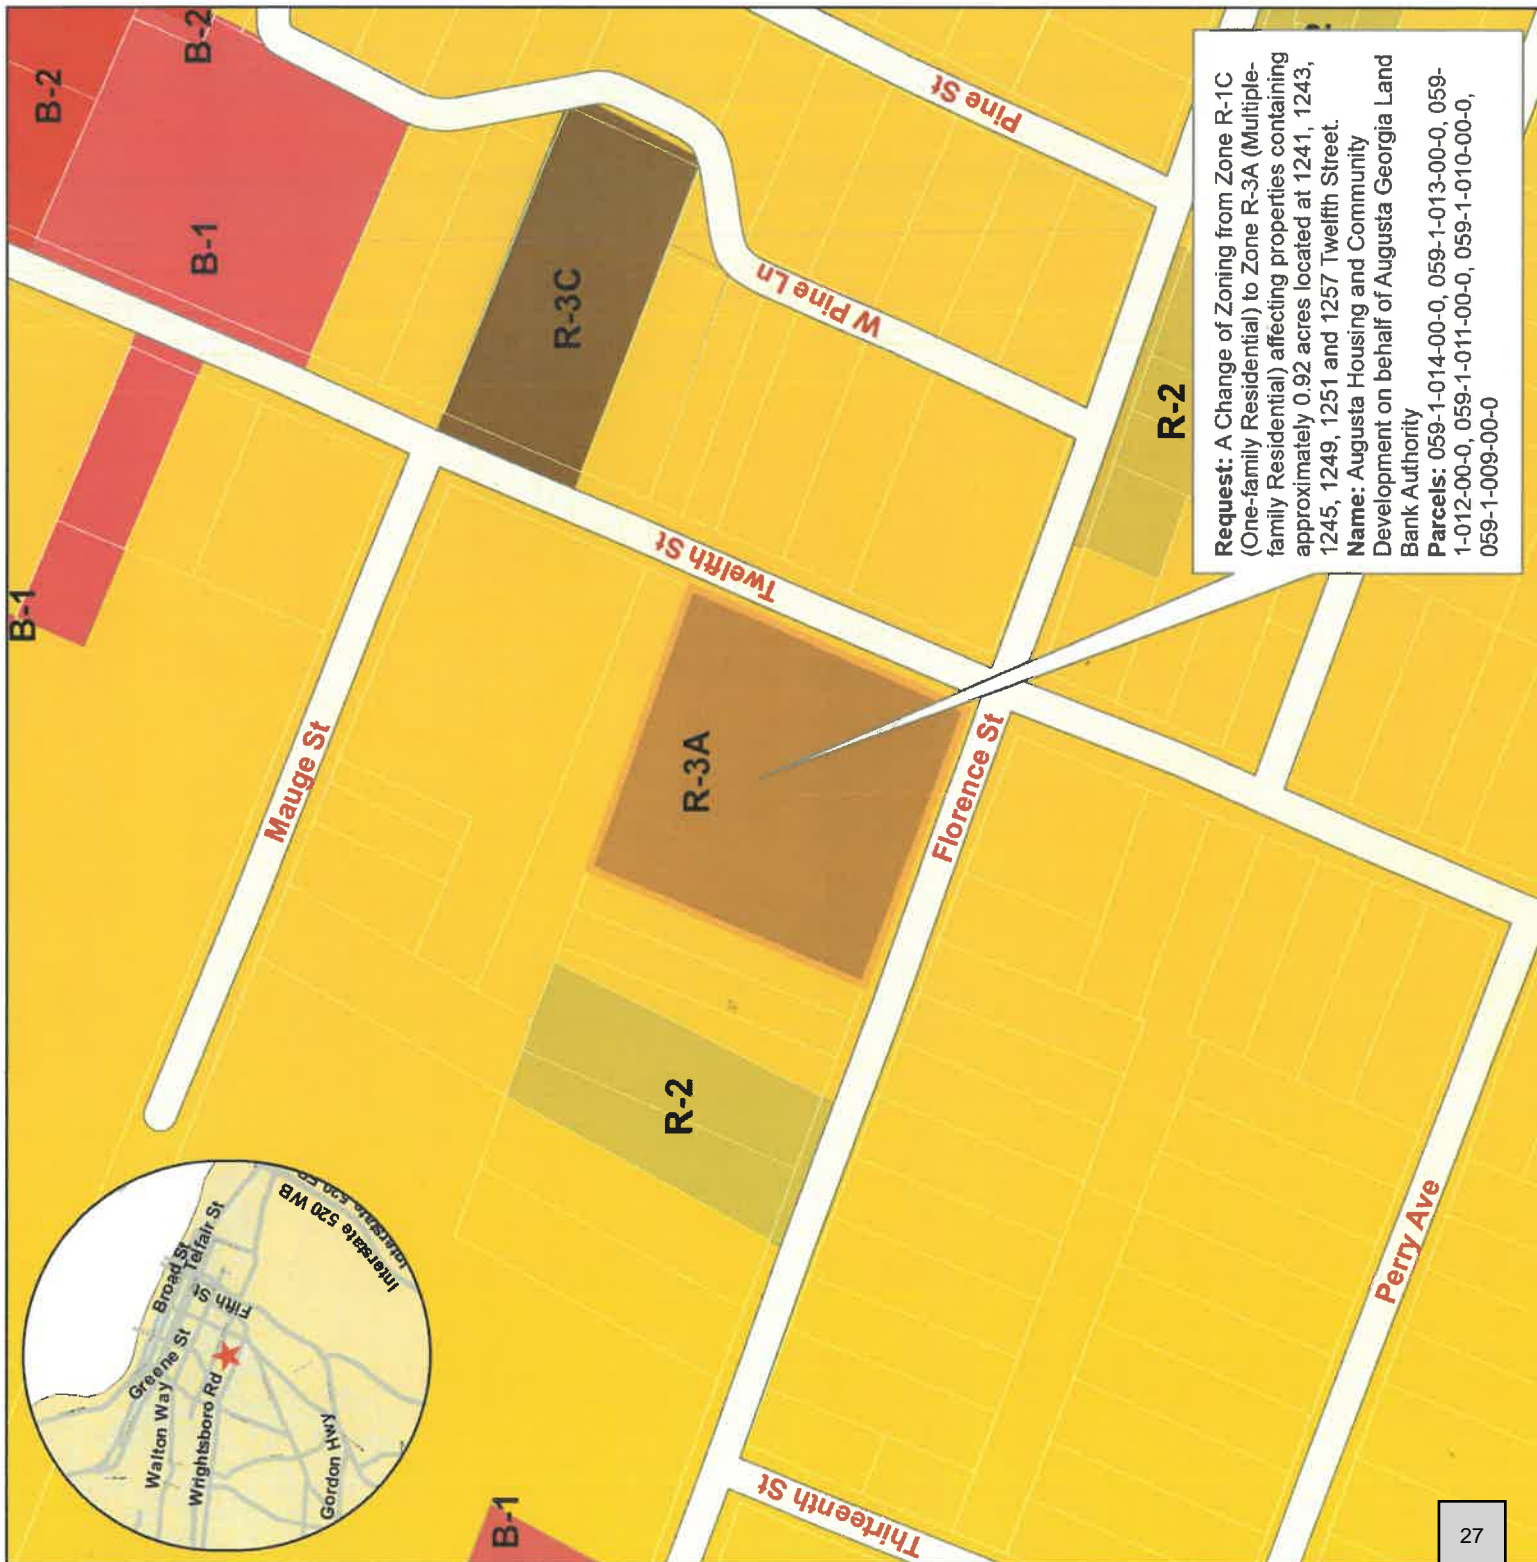 B-2
B-2
B-1
B-1
R-3C
Pine St
W Pine Ln
Twelfth St
Mauge St
R-3A
Florence St
R-2
R-2
Perry Ave
Thirteenth St
B-1
Request: A Change of Zoning from Zone R-1C
(One-family Residential) to Zone R-3A (Multiple-
family Residential) affecting properties containing
approximately 0.92 acres located at 1241, 1243,
1245, 1249, 1251 and 1257 Twelfth Street.
Name: Augusta Housing and Community
Development on behalf of Augusta Georgia Land
Bank Authority
Parcels: 059-1-014-00-0, 059-1-013-00-0, 059-
1-012-00-0, 059-1-011-00-0, 059-1-010-00-0,
059-1-009-00-0
Broad St
Telfair St
Fifth St
Greene St
Walton Way
Wrightsboro Rd
Gordon Hwy
Interstate 520 WB
Interstate 520
27